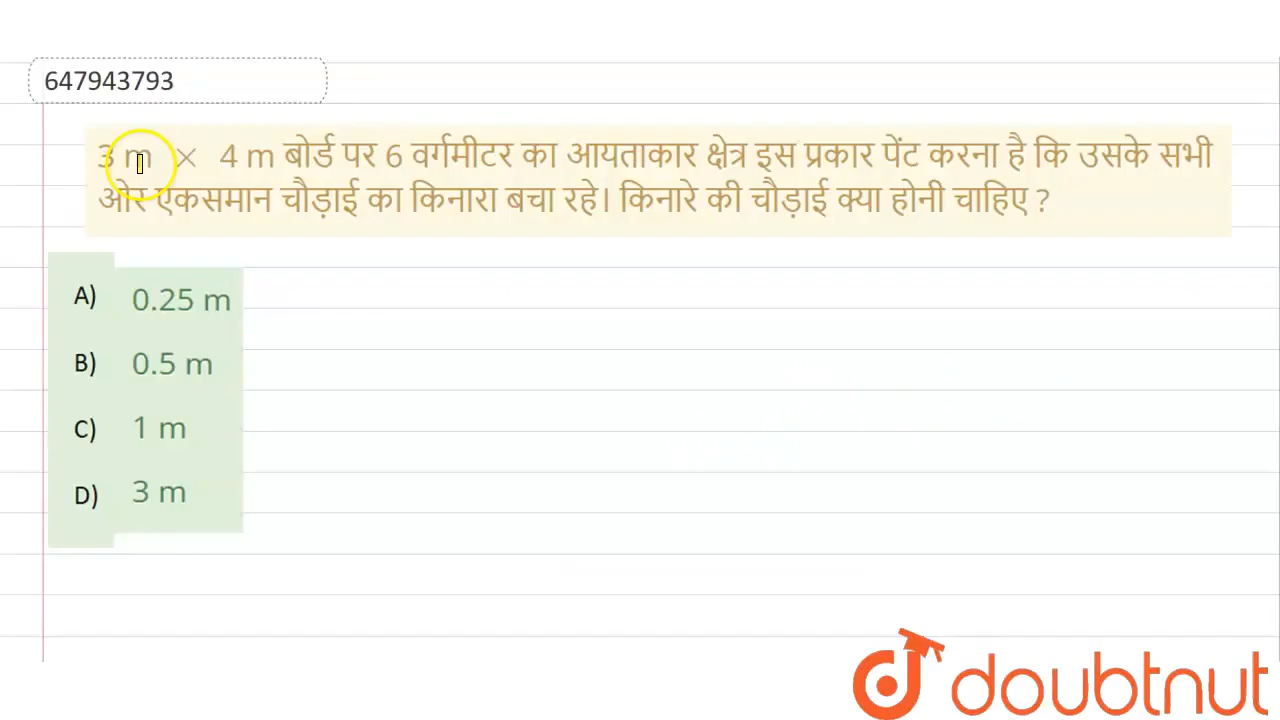 647943793
3 m × 4 m बोर्ड पर 6 वर्गमीटर का आयताकार क्षेत्र इस प्रकार पेंट करना है कि उसके सभी
ओर एकसमान चौड़ाई का किनारा बचा रहे। किनारे की चौड़ाई क्या होनी चाहिए ?
A) 0.25 m
B) 0.5 m
C) 1 m
D) 3 m
doubtnut